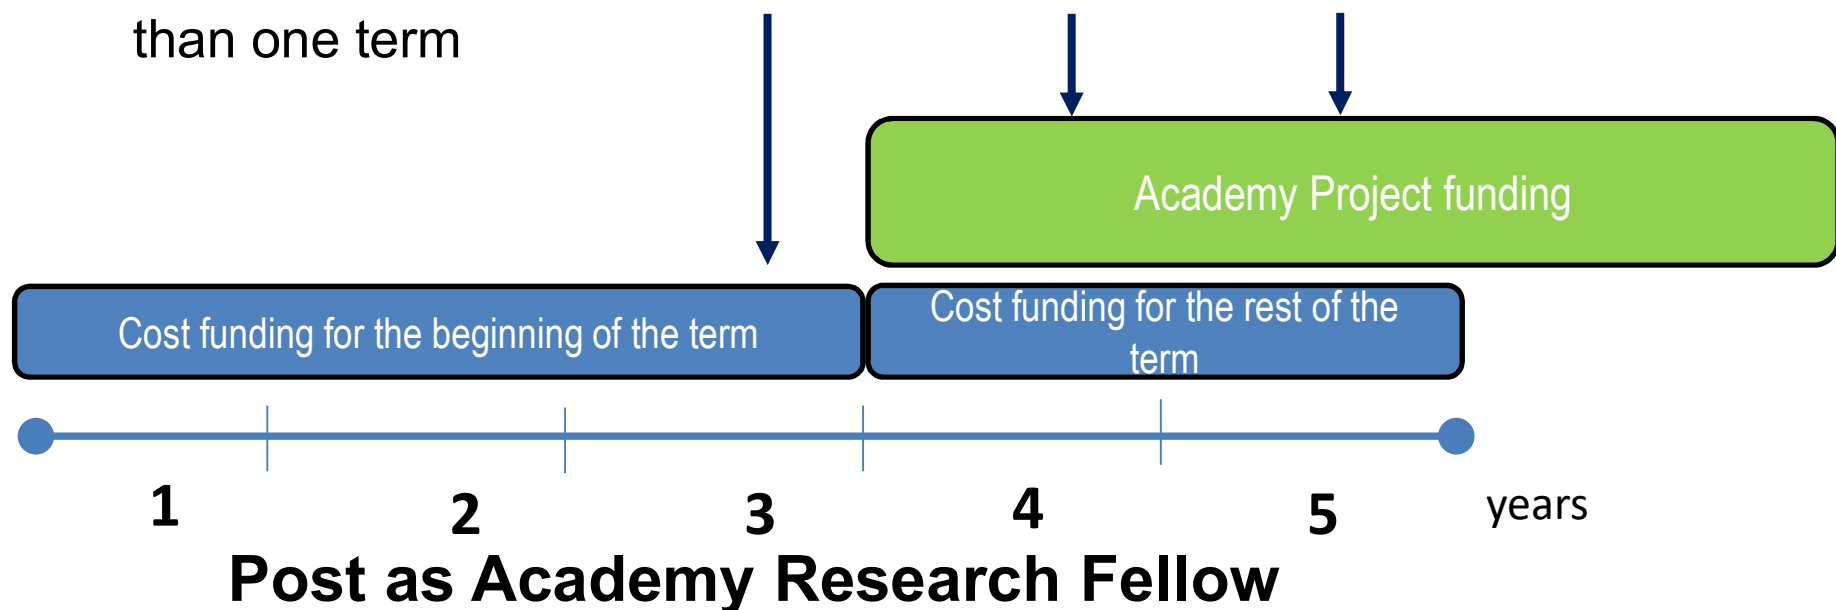 than one term
Academy Project funding
Cost funding for the beginning of the term
Cost funding for the rest of the
term
1 2 3 4 5 years
Post as Academy Research Fellow